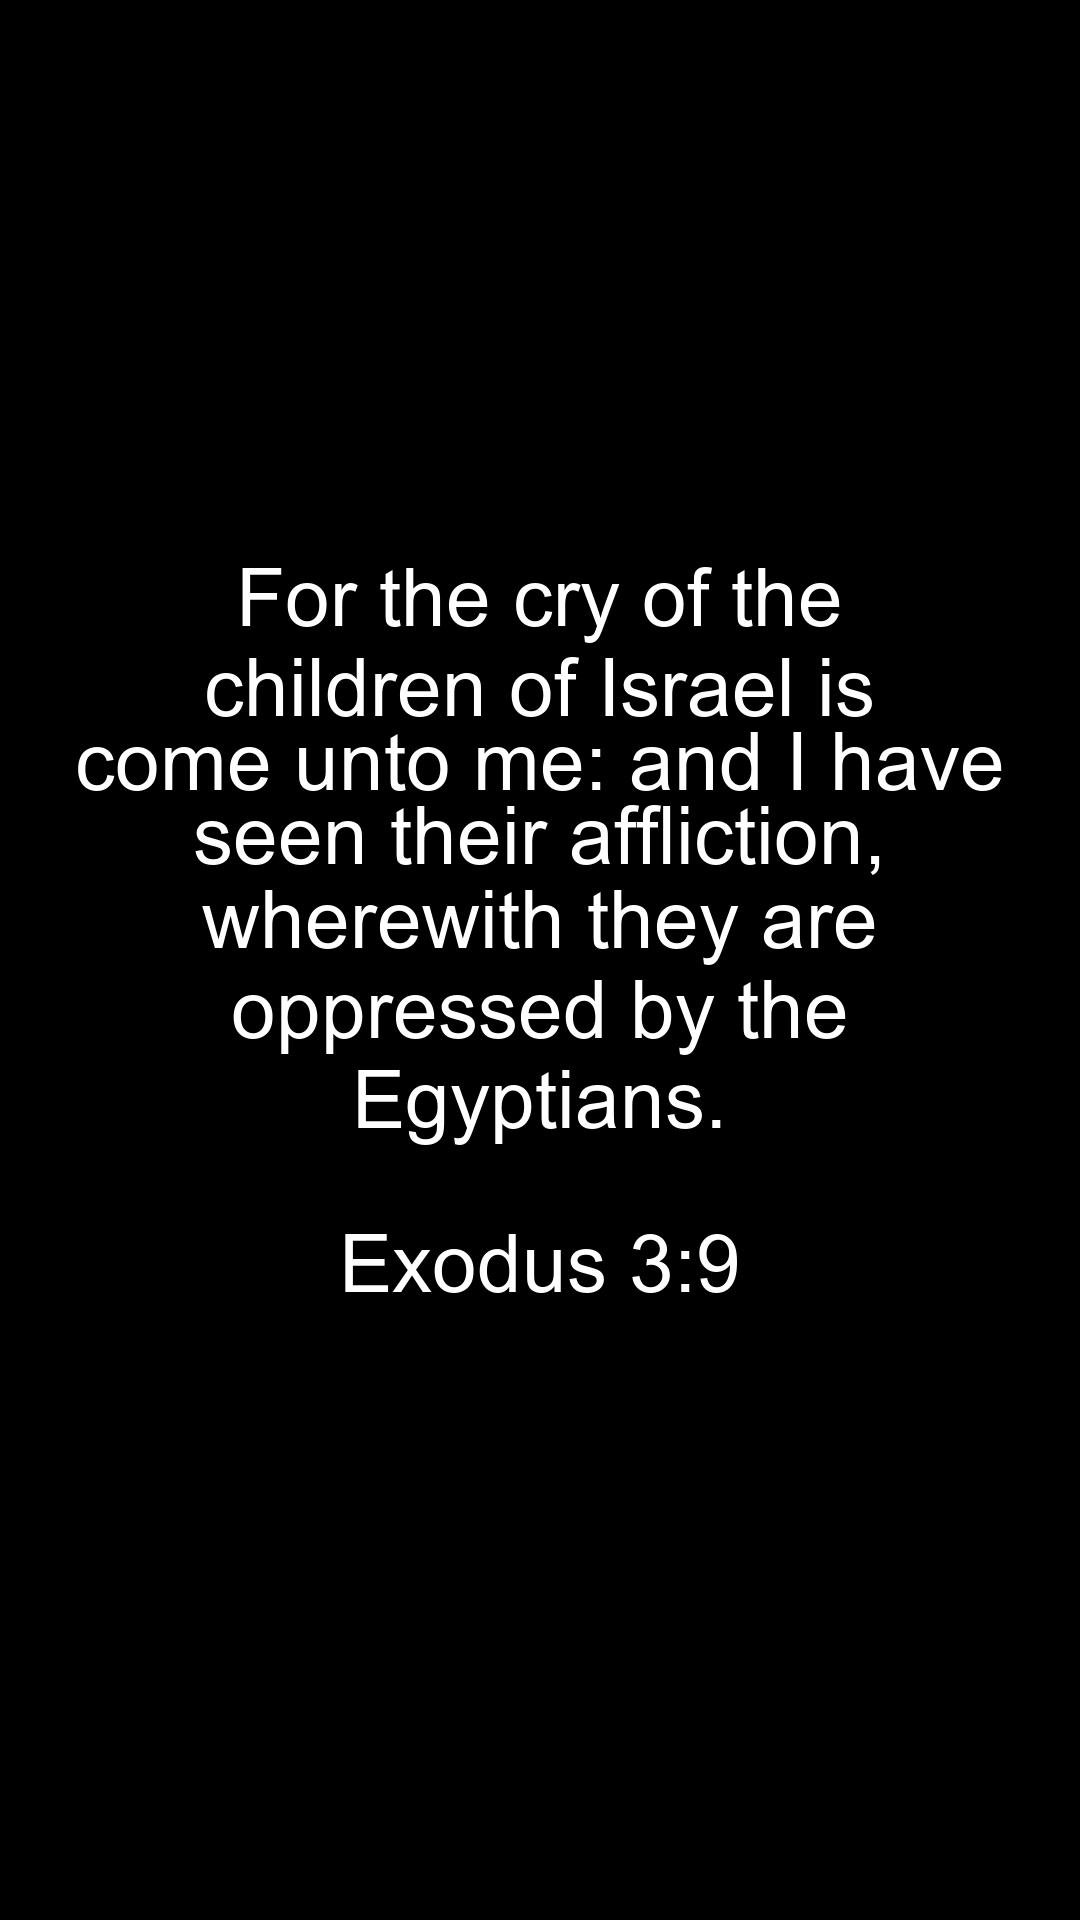 For the cry of the
children of Israel is
come unto me: and I have
seen their affliction,
wherewith they are
oppressed by the
Egyptians.
Exodus 3:9